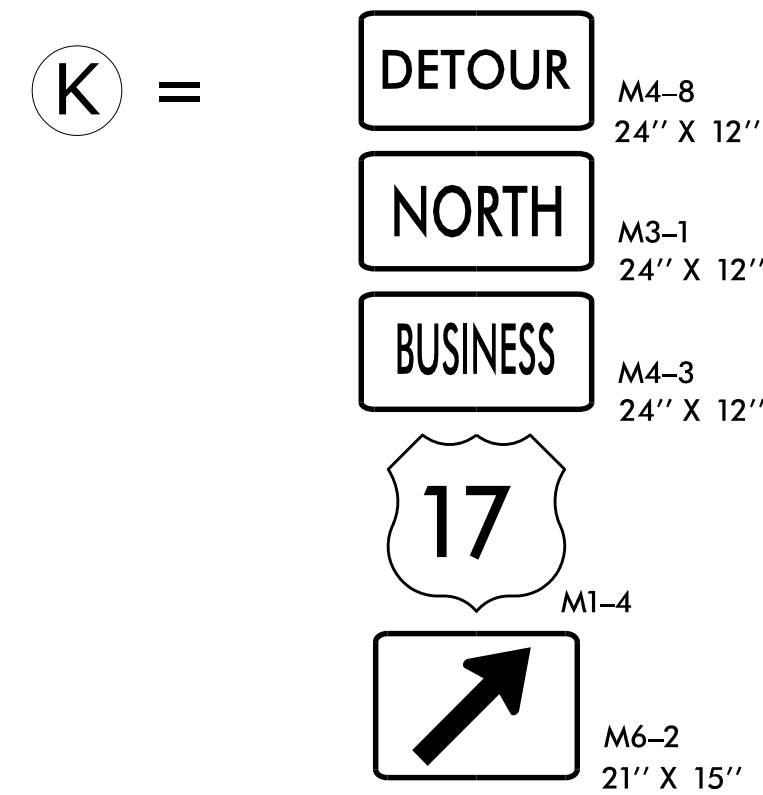 K =
DETOUR
M4–8
24′′ X 12′′
NORTH
M3–1
24′′ X 12′′
BUSINESS
M4–3
24′′ X 12′′
17
M1–4
M6–2
21′′ X 15′′